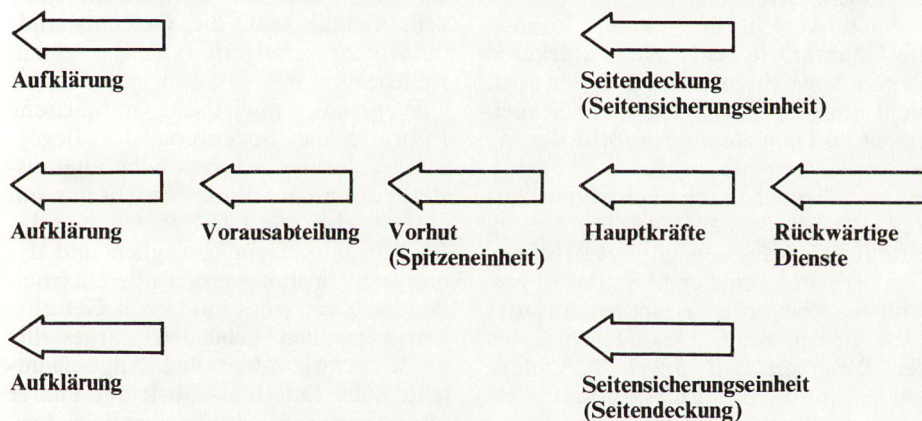 Aufklärung
Seitendeckung
(Seitensicherungseinheit)
Aufklärung
Vorausabteilung
Vorhut
(Spitzeneinheit)
Hauptkräfte
Rückwärtige
Dienste
Aufklärung
Seitensicherungseinheit
(Seitendeckung)